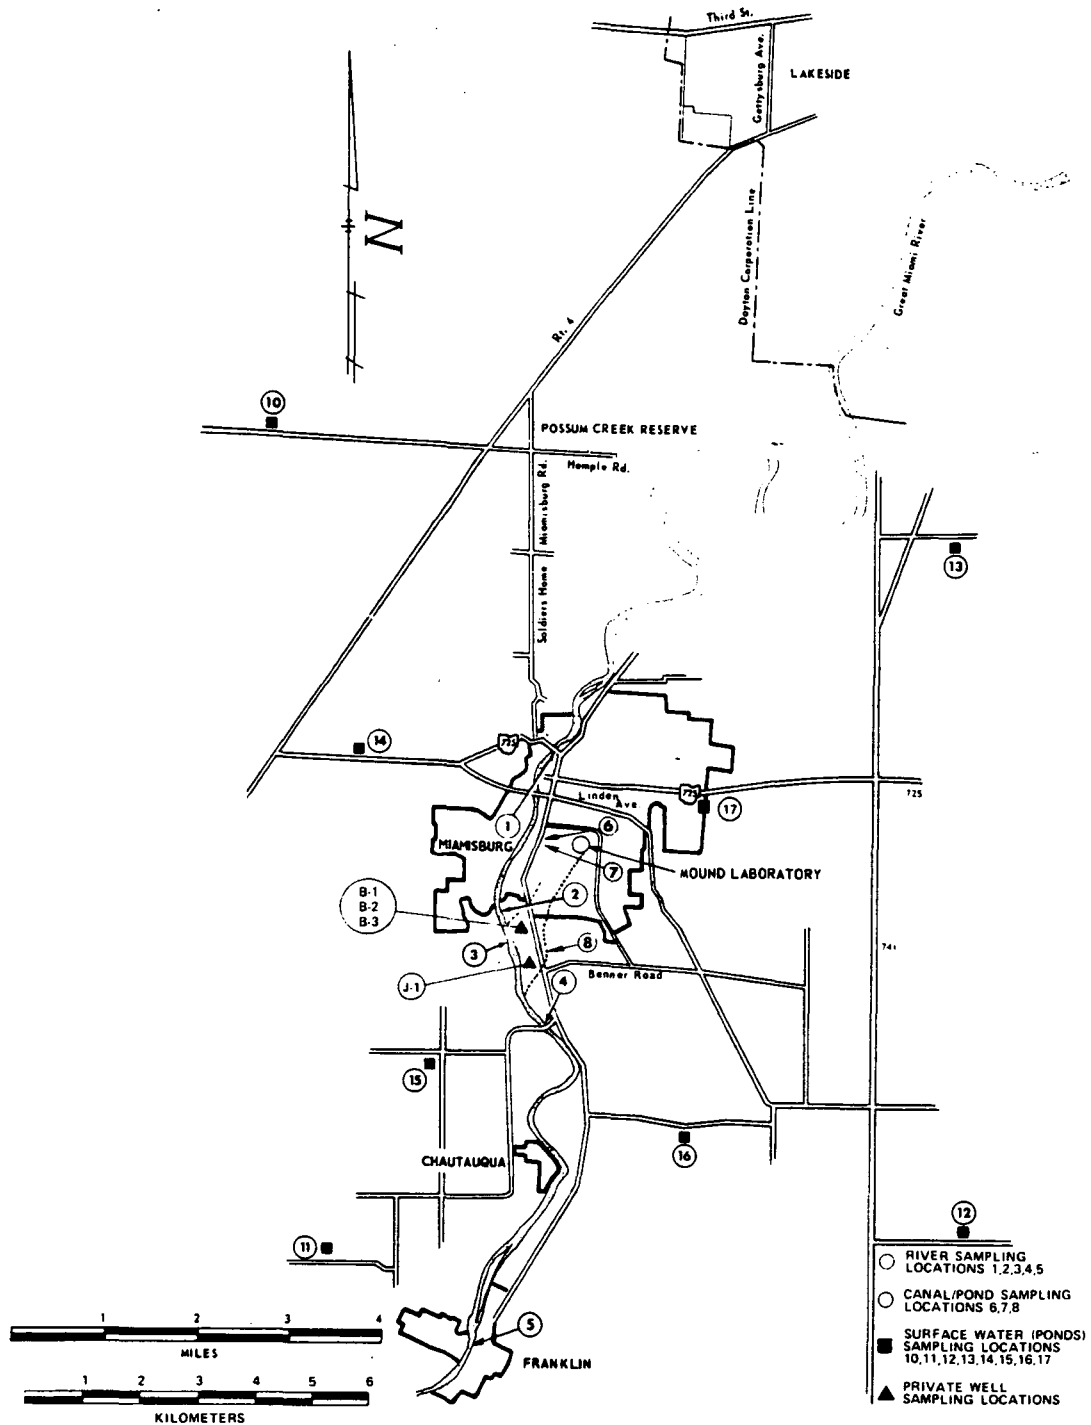 Third St.
Gettysburg Ave.
LAKESIDE
Dayton Corporation Line
Great Miami River
N
Rt. 4
10
POSSUM CREEK RESERVE
Hemple Rd.
Soldiers Home Miamisburg Rd.
13
14
725
725
725
Linden Ave
17
1
6
MIAMISBURG
7
MOUND LABORATORY
B-1
B-2
B-3
2
3
8
741
J-1
4
Benner Road
15
16
CHAUTAUQUA
12
11
5
FRANKLIN
1 2 3 4
MILES
1 2 3 4 5 6
KILOMETERS
RIVER SAMPLING
LOCATIONS 1,2,3,4,5
CANAL/POND SAMPLING
LOCATIONS 6,7,8
SURFACE WATER (PONDS)
SAMPLING LOCATIONS
10,11,12,13,14,15,16,17
PRIVATE WELL
SAMPLING LOCATIONS